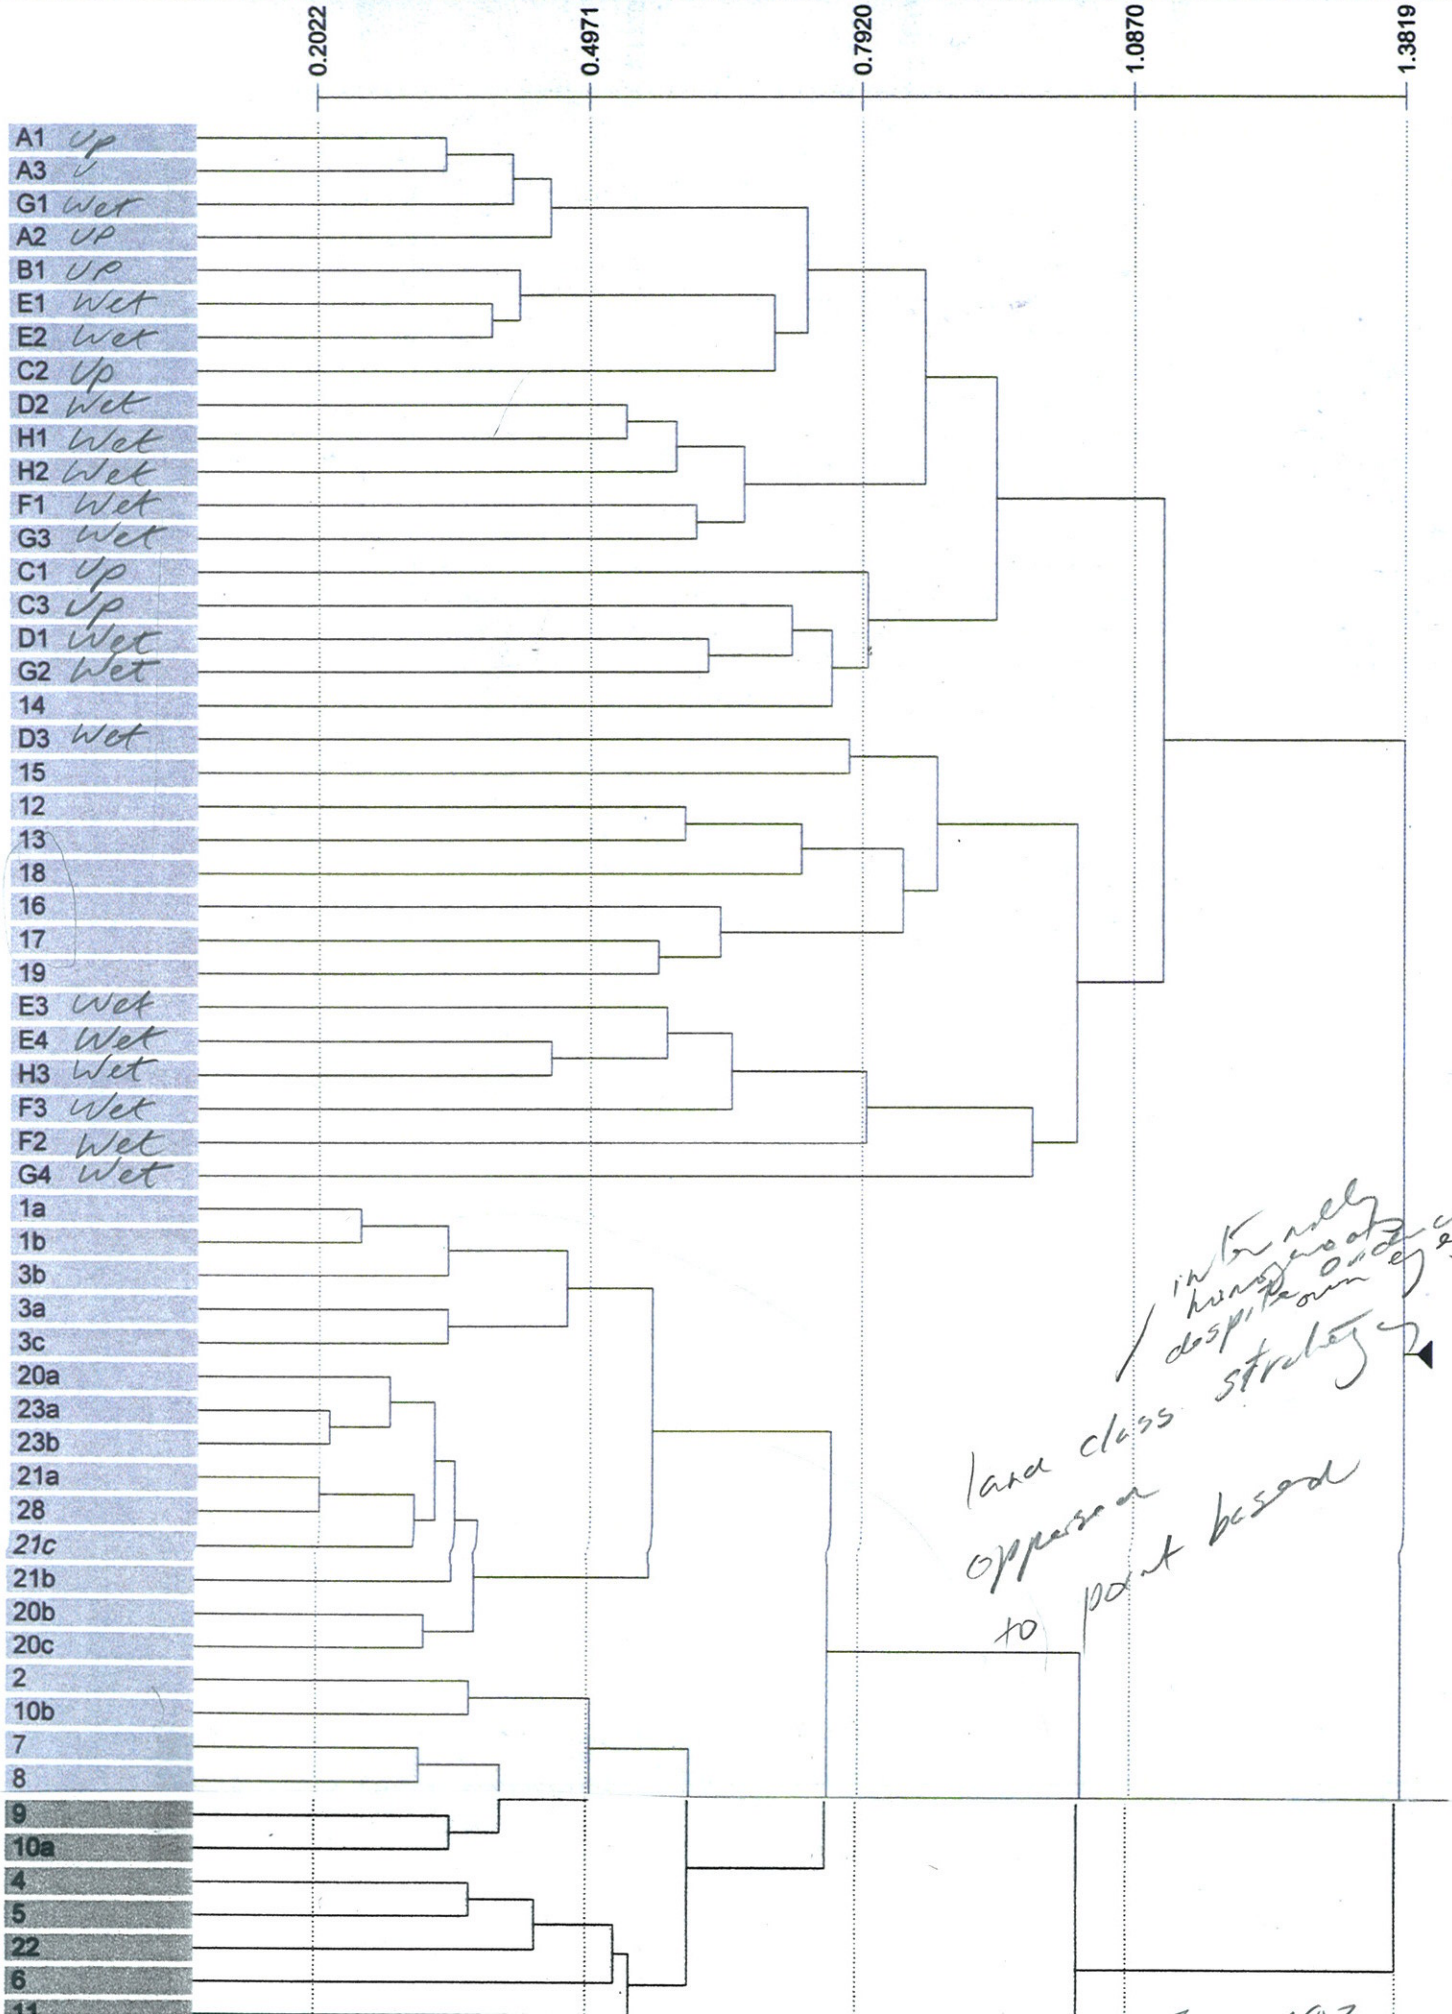 0.2022
0.4971
0.7920
1.0870
1.3819
A1 Up
A3 U
G1 Wet
A2 UP
B1 UP
E1 Wet
E2 Wet
C2 Up
D2 Wet
H1 Wet
H2 Wet
F1 Wet
G3 Wet
C1 Up
C3 Up
D1 Wet
G2 Wet
14
D3 Wet
15
12
13
18
16
17
19
E3 Wet
E4 Wet
H3 Wet
F3 Wet
F2 Wet
G4 Wet
1a
1b
3b
3a
3c
20a
23a
23b
21a
28
21c
21b
20b
20c
2
10b
7
8
9
10a
4
5
22
6
11
internally
despite own
land class strategy
to point based